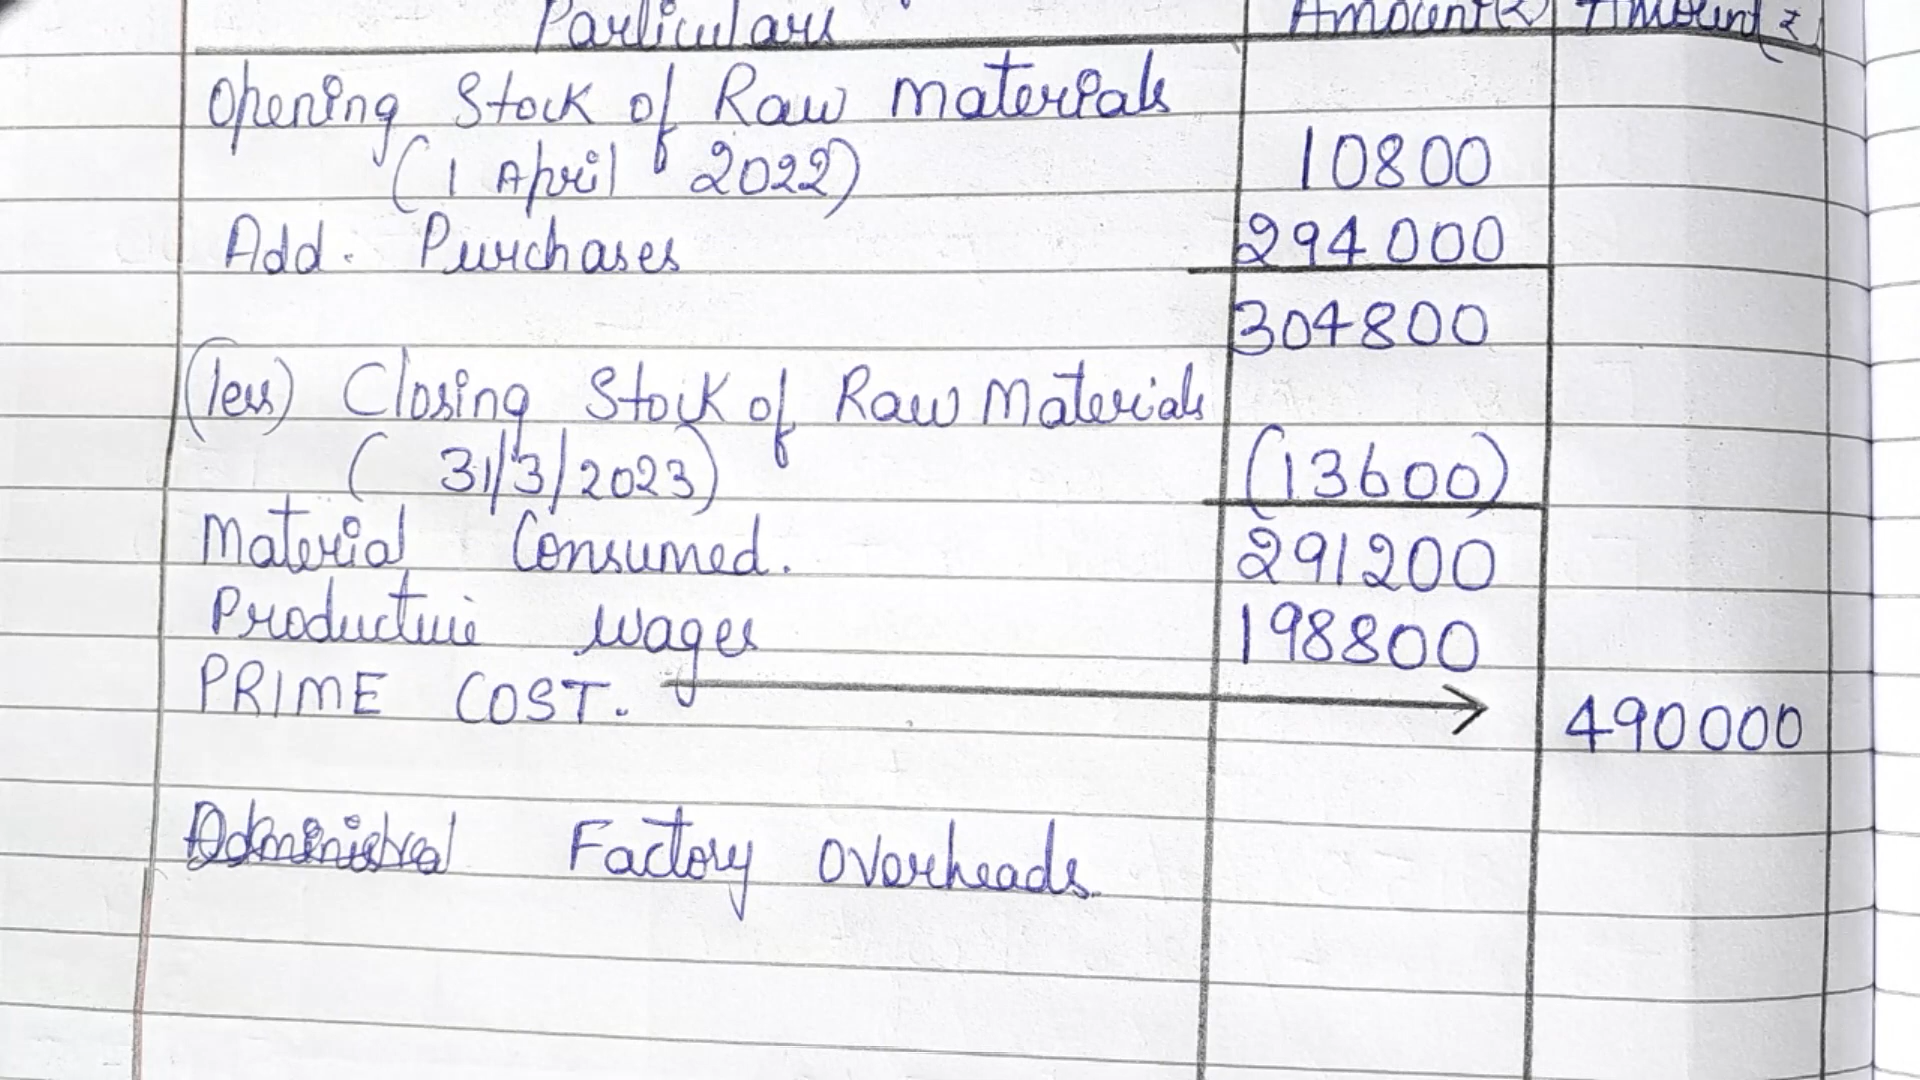 Particulars Amount(₹) Amount(₹)
Opening Stock of Raw Materials
(1 April 2022) 10800
Add. Purchases 294000
304800
(less) Closing Stock of Raw Materials
(31/3/2023) (13600)
Material Consumed. 291200
Productive wages 198800
PRIME COST. 490000
Factory Overheads.